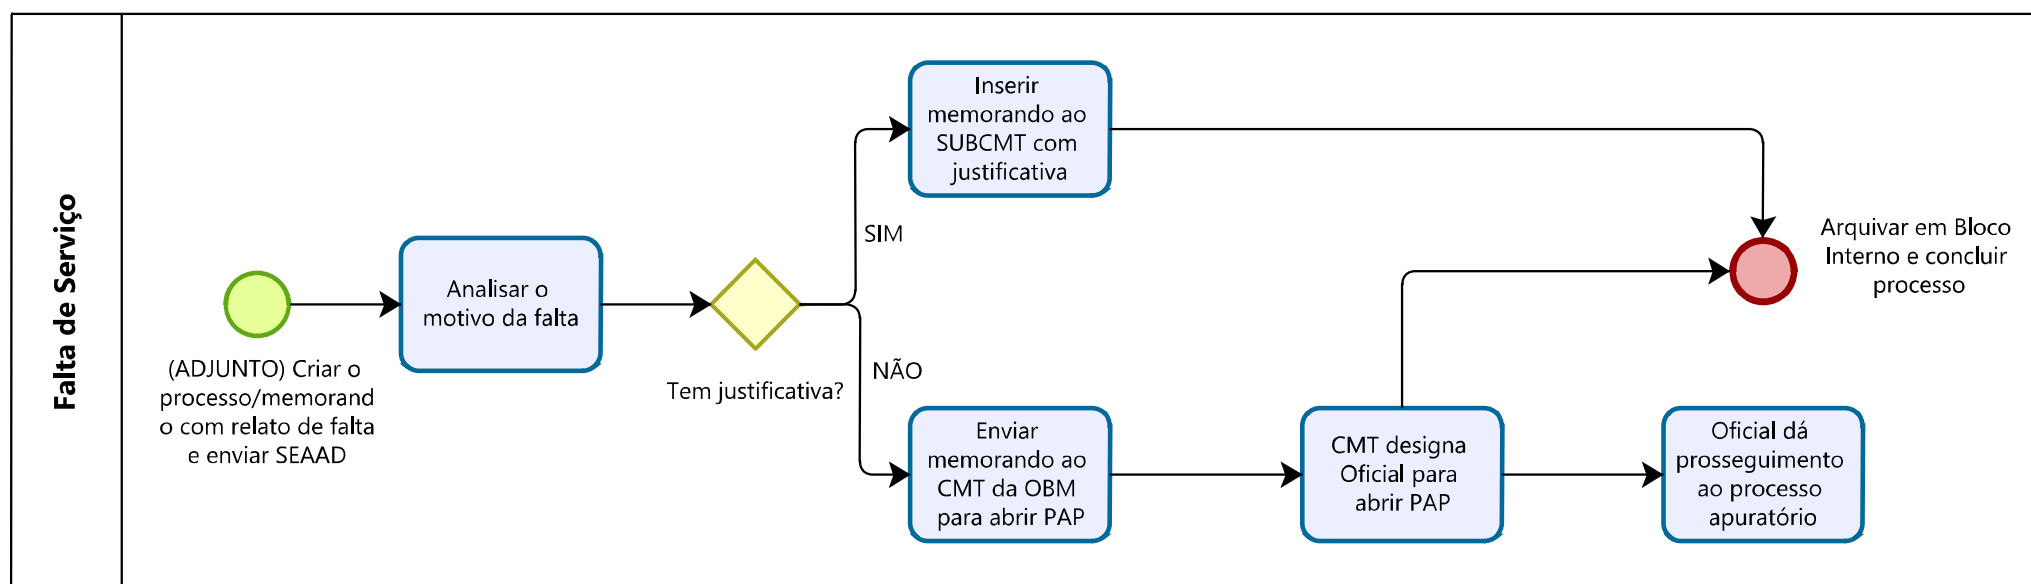 Falta de Serviço
(ADJUNTO) Criar o
processo/memorand
o com relato de falta
e enviar SEAAD
Analisar o
motivo da falta
Tem justificativa?
SIM
NÃO
Inserir
memorando ao
SUBCMT com
justificativa
Enviar
memorando ao
CMT da OBM
para abrir PAP
CMT designa
Oficial para
abrir PAP
Oficial dá
prosseguimento
ao processo
apuratório
Arquivar em Bloco
Interno e concluir
processo